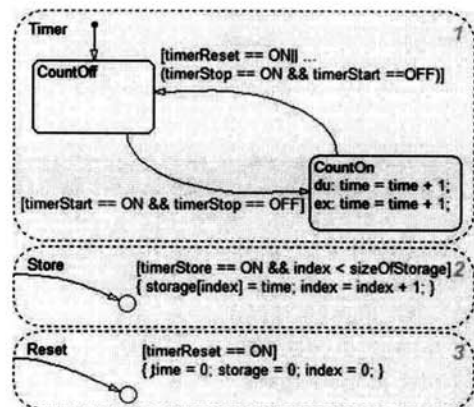 Timer
1
[timerReset == ON|| ...
(timerStop == ON && timerStart ==OFF)]
CountOff
CountOn
du: time = time + 1;
ex: time = time + 1;
[timerStart == ON && timerStop == OFF]
Store
2
[timerStore == ON && index < sizeOfStorage]
{ storage[index] = time; index = index + 1; }
Reset
3
[timerReset == ON]
{ time = 0; storage = 0; index = 0; }